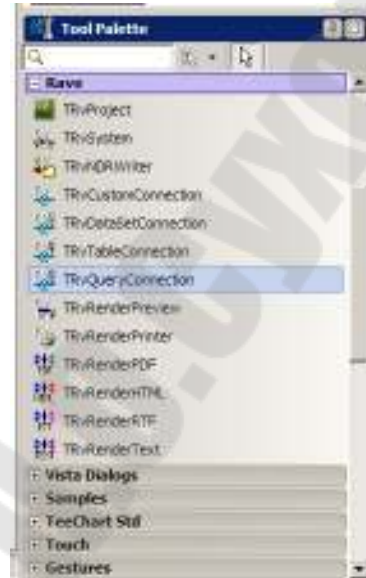 Tool Palette
Rave
TRvProject
TRvSystem
TRvNDRWriter
TRvCustomConnection
TRvDataSetConnection
TRvTableConnection
TRvQueryConnection
TRvRenderPreview
TRvRenderPrinter
TRvRenderPDF
TRvRenderHTML
TRvRenderRTF
TRvRenderText
Vista Dialogs
Samples
TeeChart Std
Touch
Gestures